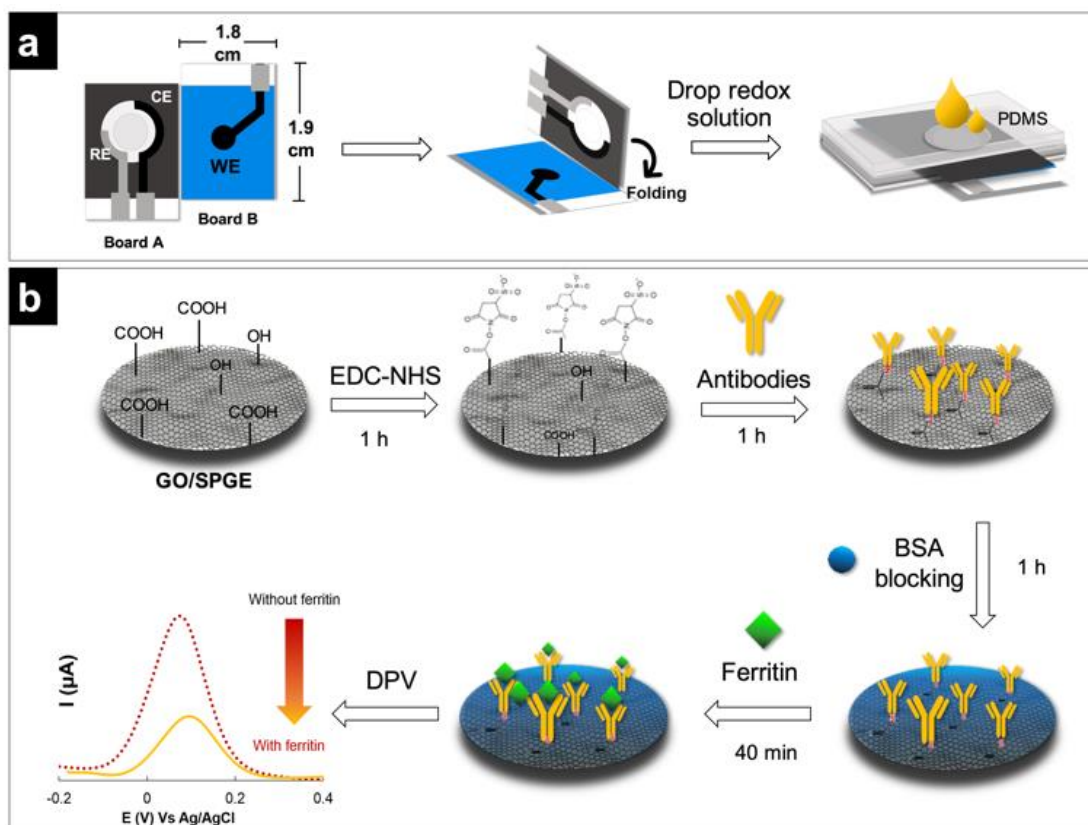 a
1.8
cm
CE
RE
WE
1.9
cm
Board A
Board B
Folding
Drop redox
solution
PDMS
b
COOH
COOH
OH
OH
COOH
COOH
GO/SPGE
EDC-NHS
1 h
OH
COOH
Antibodies
1 h
BSA
blocking
1 h
Ferritin
40 min
DPV
Without ferritin
With ferritin
I (µA)
-0.2
0
0.2
0.4
E (V) Vs Ag/AgCl